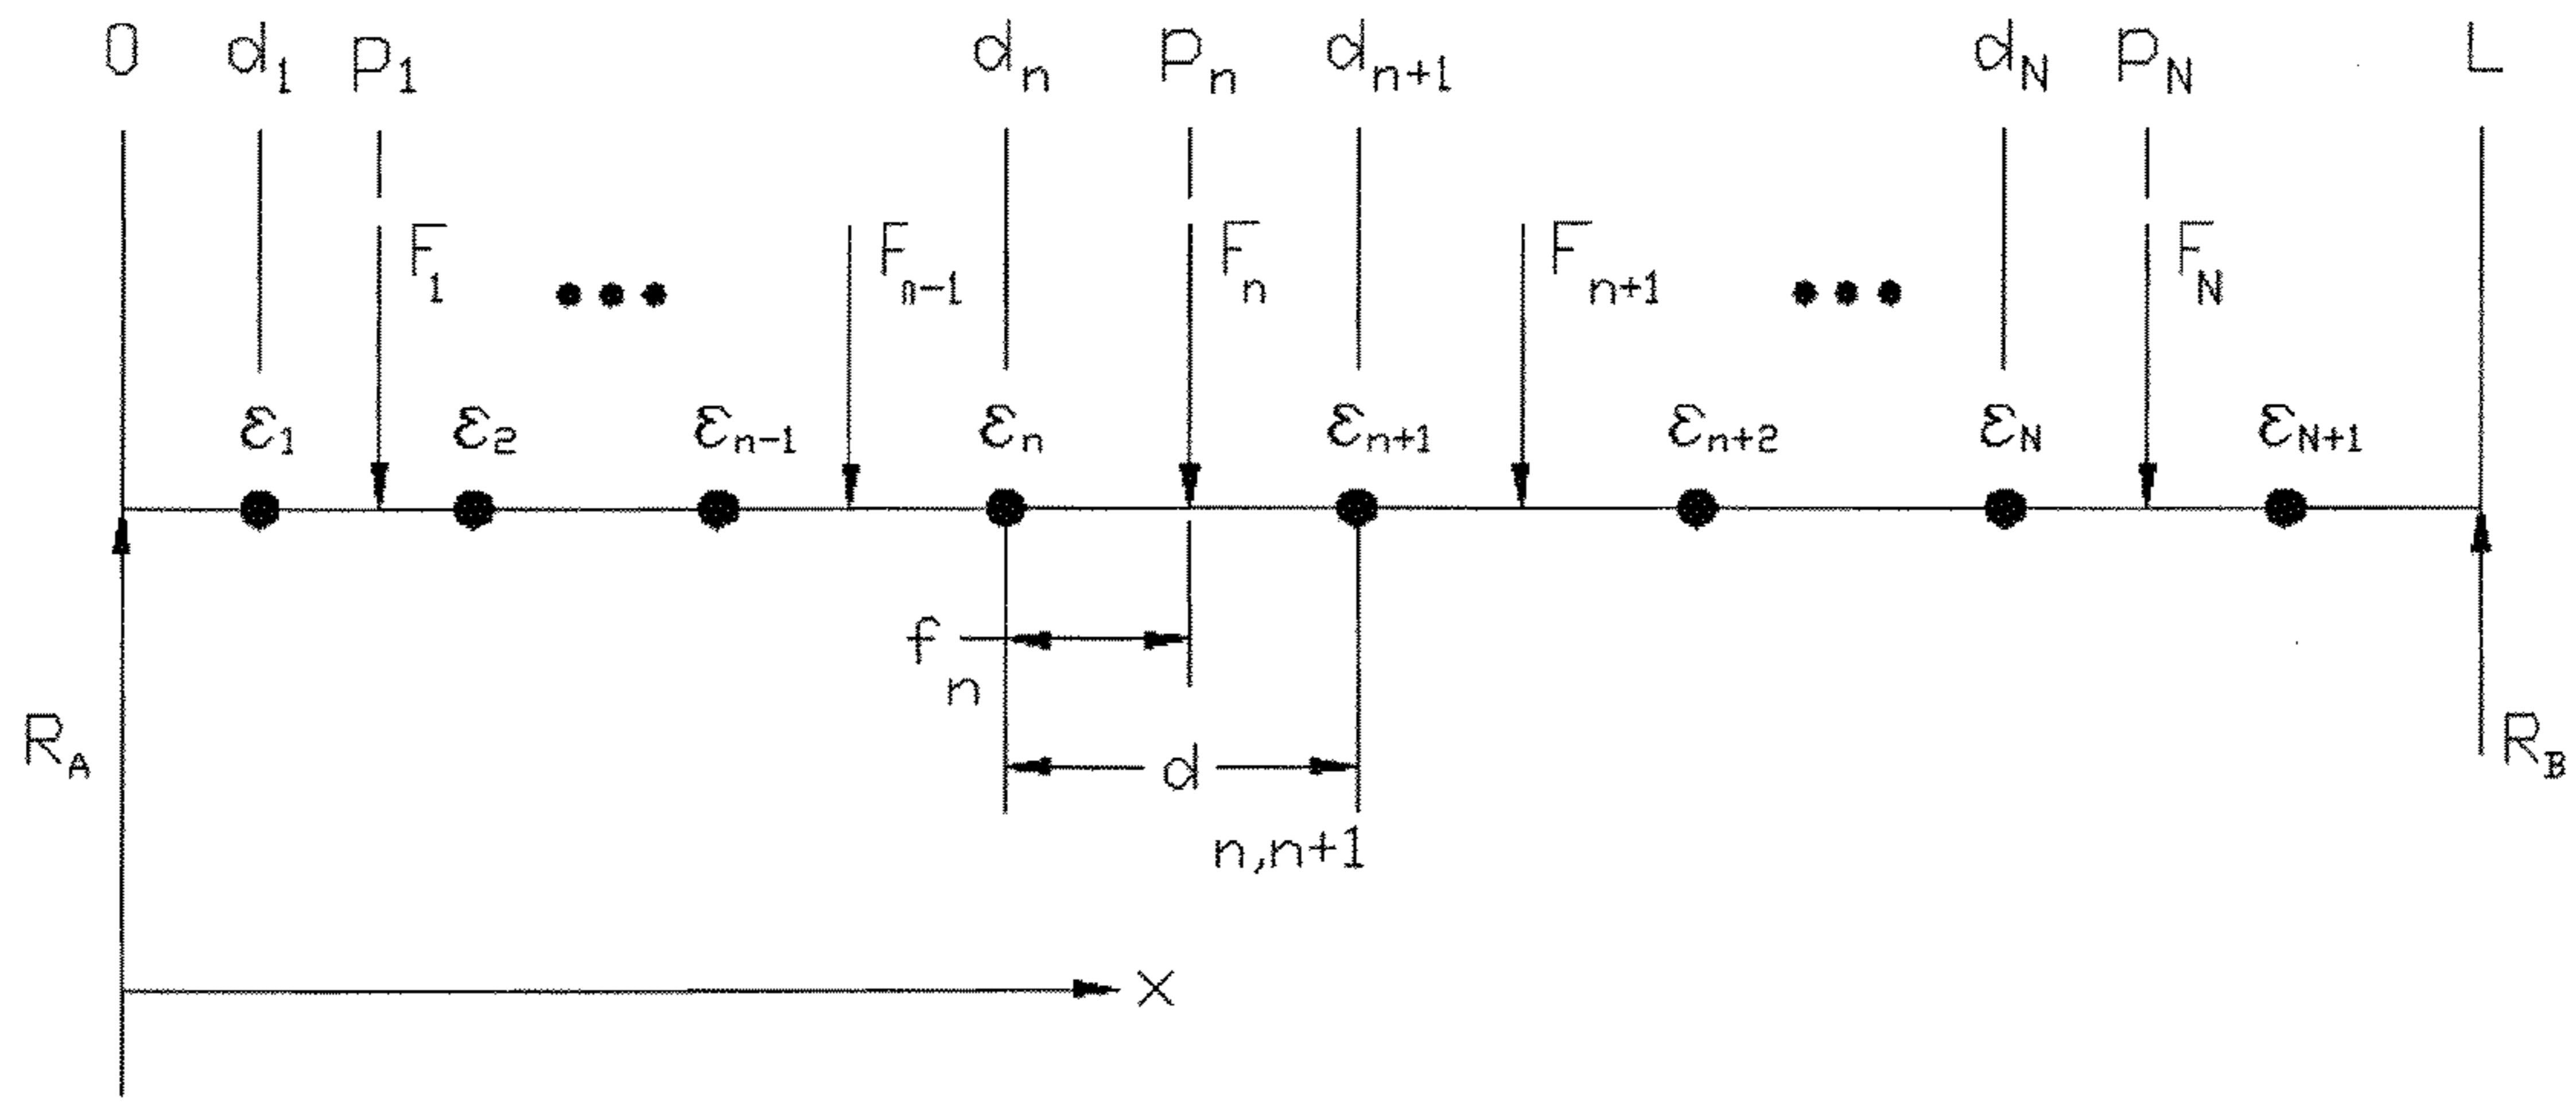 0 d1 p1 dn pn dn+1 dN pN L
F1 Fn-1 Fn Fn+1 FN
ε1 ε2 εn-1 εn εn+1 εn+2 εN εN+1
fn
RA d n,n+1 RB
x